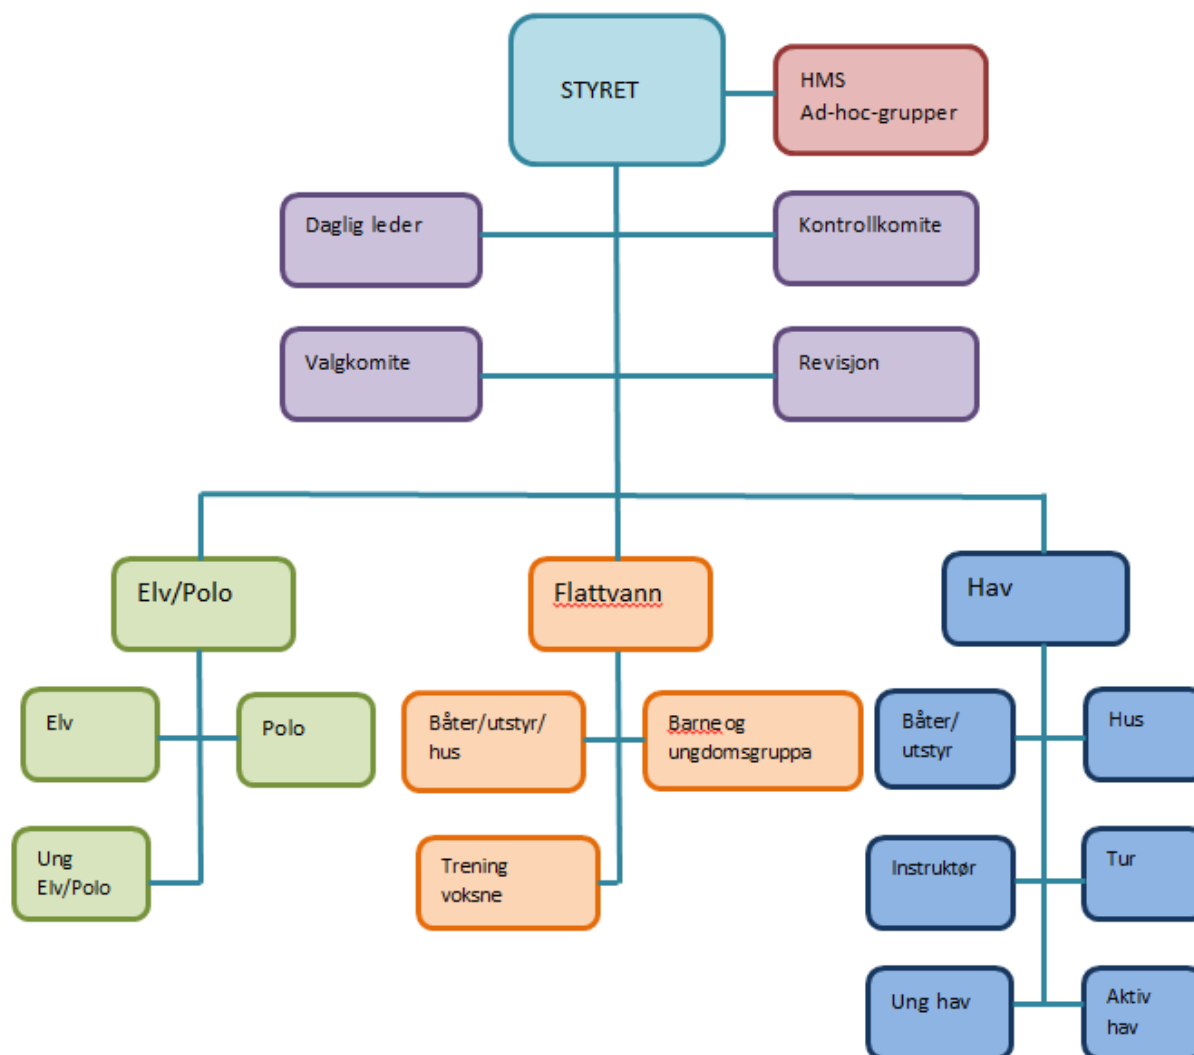 STYRET
HMS
Ad-hoc-grupper
Daglig leder
Kontrollkomite
Valgkomite
Revisjon
Elv/Polo
Flattvann
Hav
Elv
Polo
Båter/utstyr/
hus
Barne og
ungdomsgruppa
Båter/
utstyr
Hus
Ung
Elv/Polo
Trening
voksne
Instruktør
Tur
Ung hav
Aktiv
hav